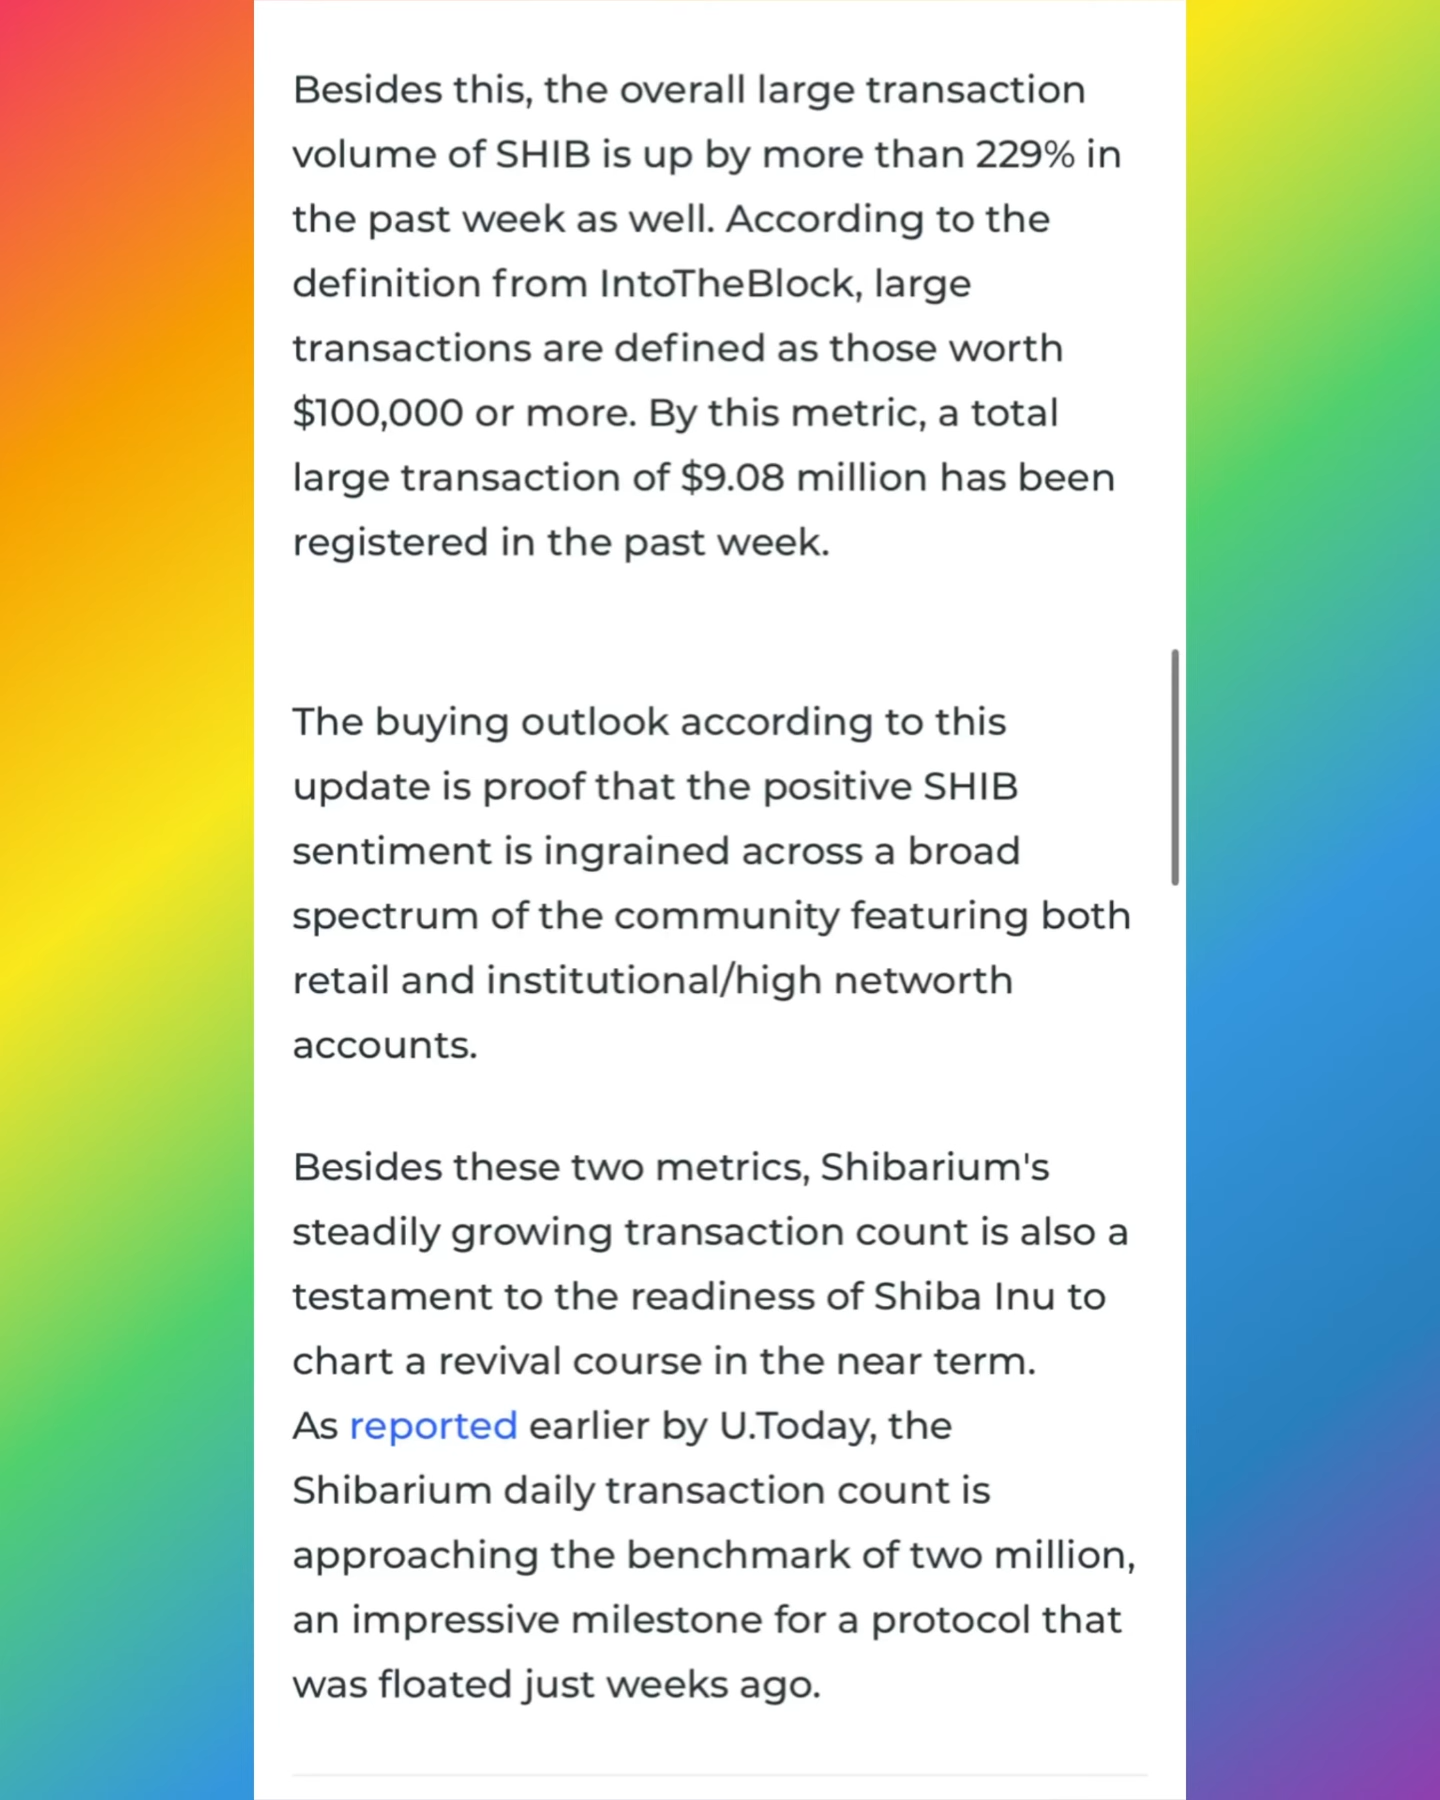 Besides this, the overall large transaction
volume of SHIB is up by more than 229% in
the past week as well. According to the
definition from IntoTheBlock, large
transactions are defined as those worth
$100,000 or more. By this metric, a total
large transaction of $9.08 million has been
registered in the past week.
The buying outlook according to this
update is proof that the positive SHIB
sentiment is ingrained across a broad
spectrum of the community featuring both
retail and institutional/high networth
accounts.
Besides these two metrics, Shibarium's
steadily growing transaction count is also a
testament to the readiness of Shiba Inu to
chart a revival course in the near term.
As reported earlier by U.Today, the
Shibarium daily transaction count is
approaching the benchmark of two million,
an impressive milestone for a protocol that
was floated just weeks ago.